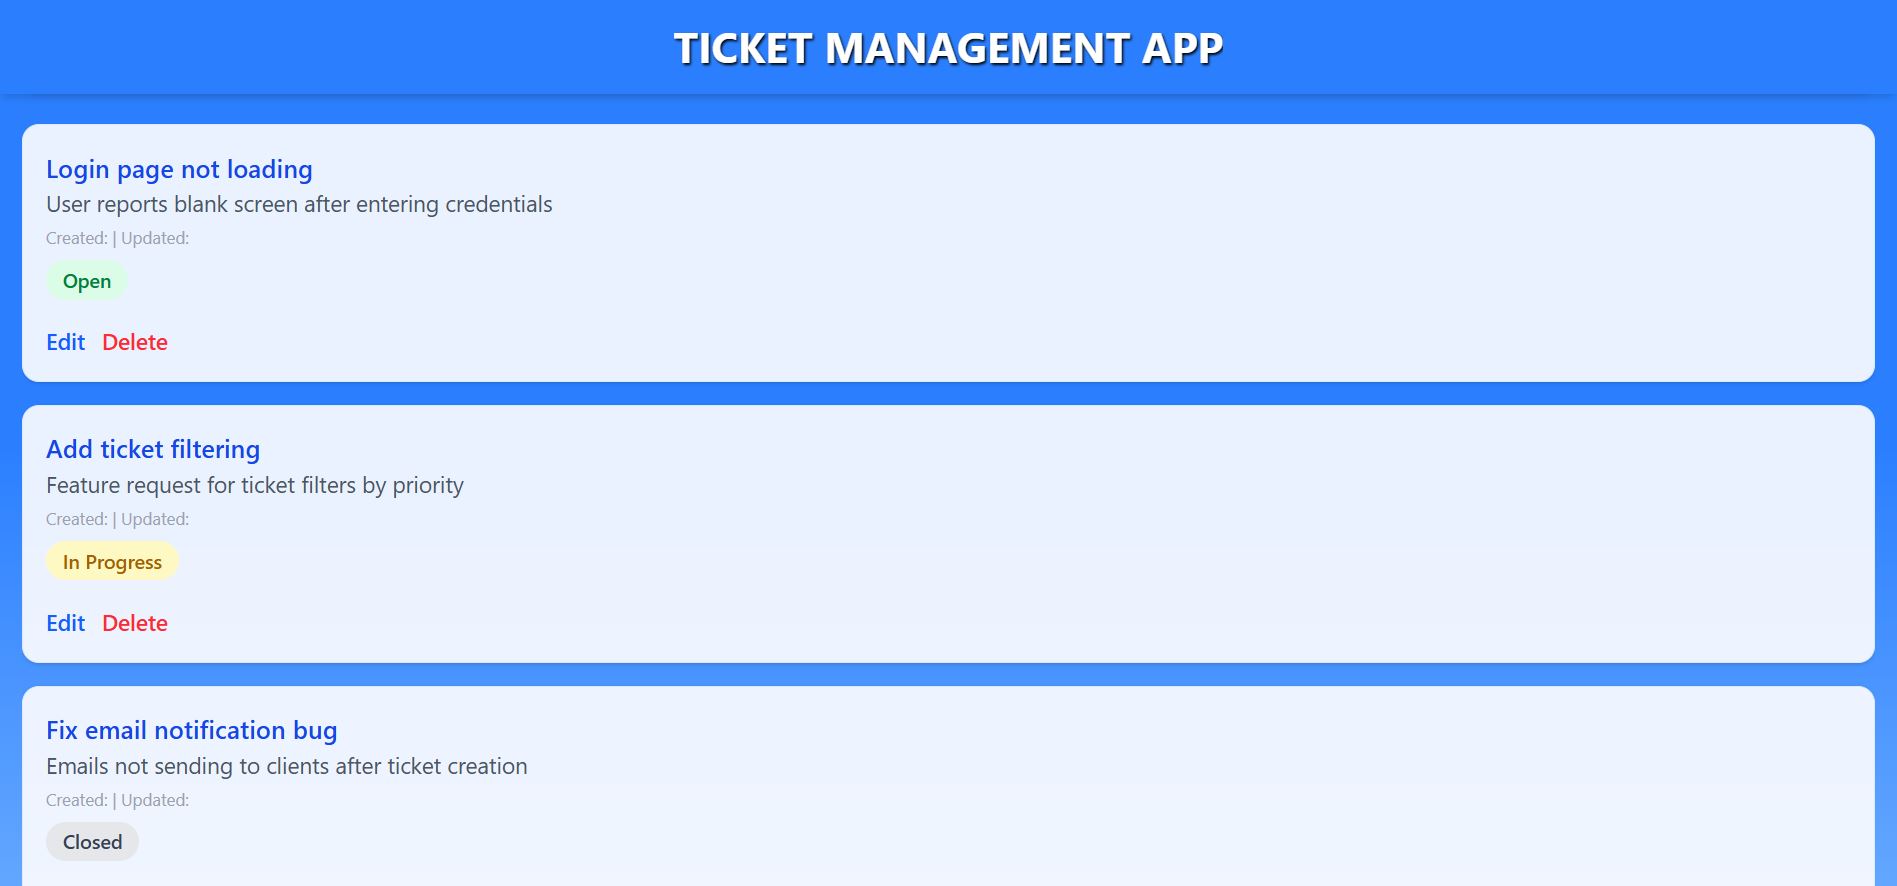 TICKET MANAGEMENT APP
Login page not loading
User reports blank screen after entering credentials
Created: | Updated:
Open
Edit Delete
Add ticket filtering
Feature request for ticket filters by priority
Created: | Updated:
In Progress
Edit Delete
Fix email notification bug
Emails not sending to clients after ticket creation
Created: | Updated:
Closed